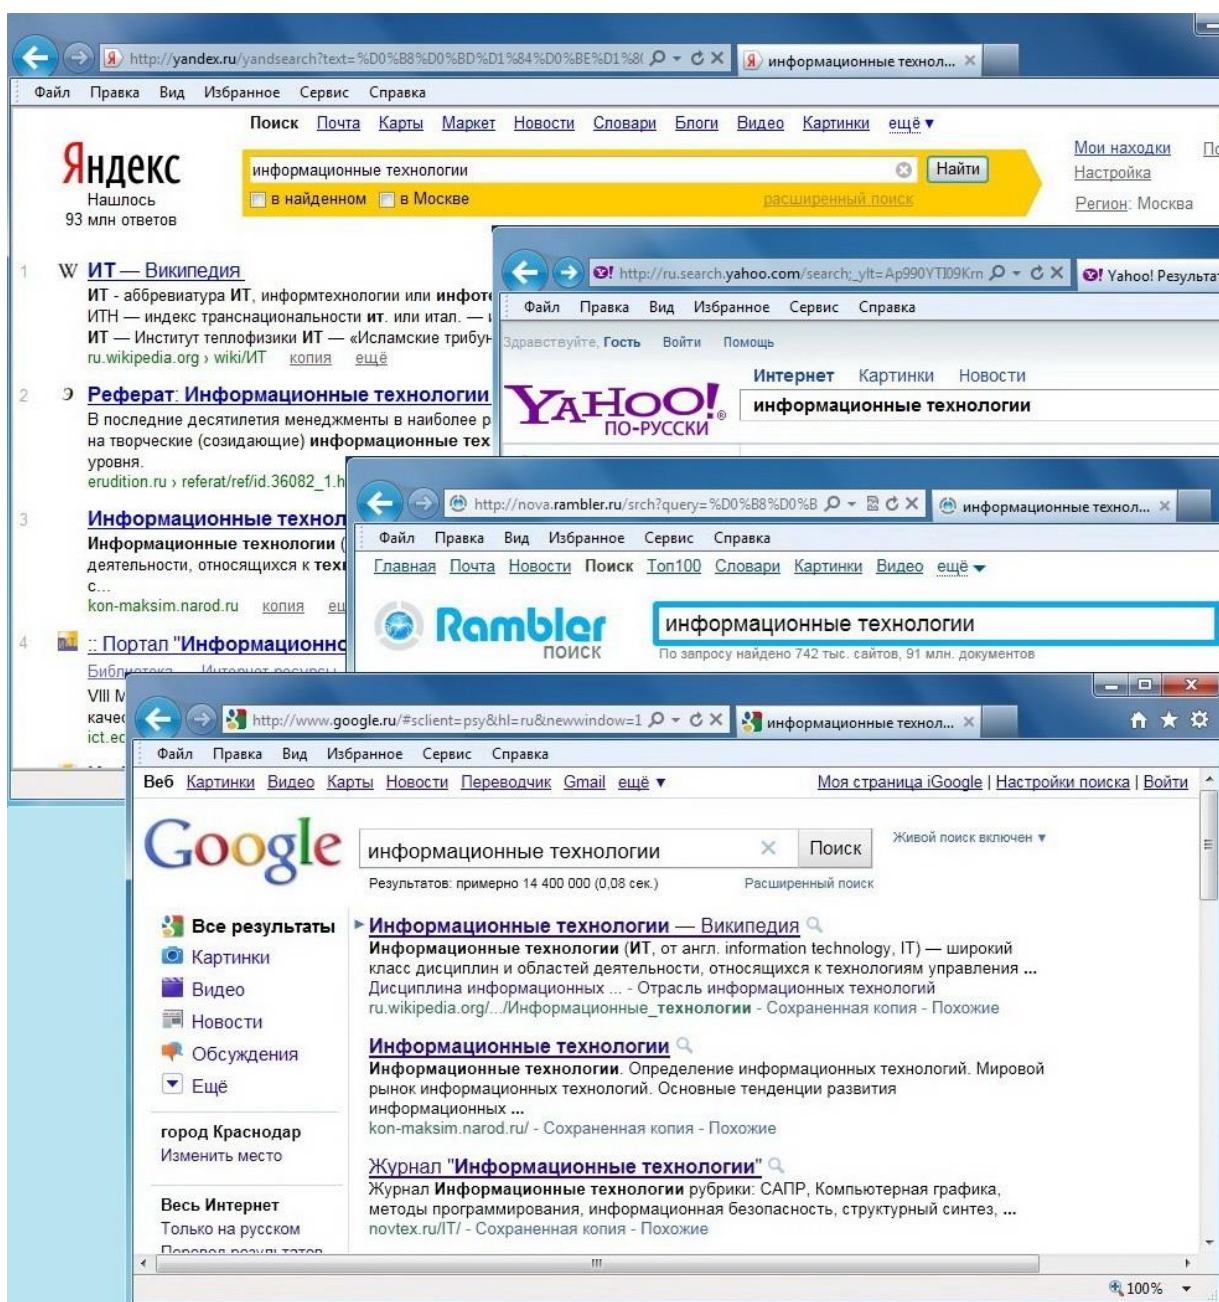 http://yandex.ru/yandsearch?text=%D0%B8%D0%BD%D1%84%D0%BE%D1%8(
информационные технол...
Файл Правка Вид Избранное Сервис Справка
Поиск Почта Карты Маркет Новости Словари Блоги Видео Картинки ещё
Яндекс
информационные технологии
Найти
Нашлось
93 млн ответов
в найденном в Москве
расширенный поиск
Мои находки
Настройка
Регион: Москва
1 ИТ — Википедия
ИТ - аббревиатура ИТ, информтехнологии или
ИТН — индекс транснациональности ит. или итал. —
ИТ — Институт теплофизики ИТ — «Исламские
ru.wikipedia.org › wiki/ИТ копия ещё
2 Реферат: Информационные технологии
В последние десятилетия менеджменты в наиболее
на творческие (созидающие) информационные
уровня.
erudition.ru › referat/ref/id.36082_1.h
3 Информационные
Информационные технологии (
деятельности, относящихся к
с...
kon-maksim.narod.ru копия
4 :: Портал "Информационно
Библиотека
VIII
http://ru.search.yahoo.com/search;_ylt=Ap990YTI09Krn
Yahoo! Результа
Файл Правка Вид Избранное Сервис Справка
Здравствуйте, Гость Войти Помощь
Интернет Картинки Новости
YAHOO!
ПО-РУССКИ
информационные технологии
http://nova.rambler.ru/srch?query=%D0%B8%D0%B
информационные технол...
Файл Правка Вид Избранное Сервис Справка
Главная Почта Новости Поиск Топ100 Словари Картинки Видео ещё
Rambler
ПОИСК
информационные технологии
По запросу найдено 742 тыс. сайтов, 91 млн. документов
http://www.google.ru/#sclient=psy&hl=ru&newwindow=1
информационные технол...
Файл Правка Вид Избранное Сервис Справка
Веб Картинки Видео Карты Новости Переводчик Gmail ещё
Моя страница iGoogle | Настройки поиска | Войти
Google
информационные технологии
Поиск
Живой поиск включен
Результатов: примерно 14 400 000 (0,08 сек.)
Расширенный поиск
Все результаты
Картинки
Видео
Новости
Обсуждения
Ещё
город Краснодар
Изменить место
Весь Интернет
Только на русском
Информационные технологии — Википедия
Информационные технологии (ИТ, от англ. information technology, IT) — широкий
класс дисциплин и областей деятельности, относящихся к технологиям управления ...
Дисциплина информационных ... - Отрасль информационных технологий
ru.wikipedia.org/.../Информационные_технологии - Сохраненная копия - Похожие
Информационные технологии
Информационные технологии. Определение информационных технологий. Мировой
рынок информационных технологий. Основные тенденции развития
информационных ...
kon-maksim.narod.ru/ - Сохраненная копия - Похожие
Журнал "Информационные технологии"
Журнал Информационные технологии рубрики: САПР, Компьютерная графика,
методы программирования, информационная безопасность, структурный синтез, ...
novtex.ru/IT/ - Сохраненная копия - Похожие
100%